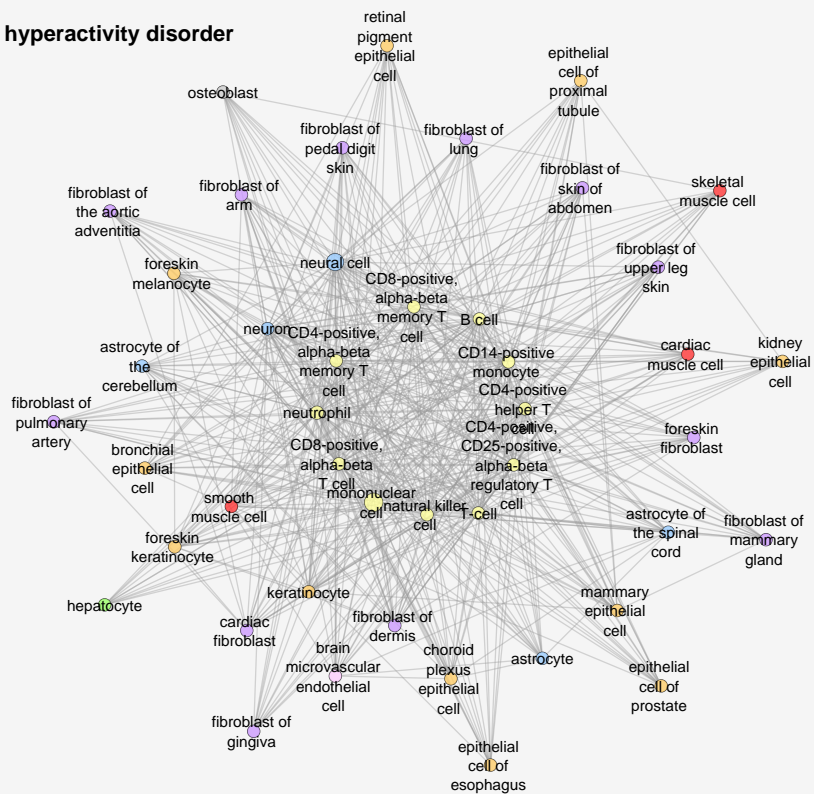 hyperactivity disorder
retinal
pigment
epithelial
cell
epithelial
cell of
proximal
tubule
osteoblast
fibroblast of
pedal digit
skin
fibroblast of
lung
fibroblast of
skin of
abdomen
skeletal
muscle cell
fibroblast of
arm
fibroblast of
the aortic
adventitia
foreskin
melanocyte
neural cell
fibroblast of
upper leg
skin
CD8-positive,
alpha-beta
memory T
cell
B cell
neuron
CD4-positive,
alpha-beta
memory T
cell
CD14-positive
monocyte
cardiac
muscle cell
kidney
epithelial
cell
astrocyte of
the
cerebellum
CD4-positive
helper T
cell
neutrophil
fibroblast of
pulmonary
artery
CD4-positive,
CD25-positive,
alpha-beta
regulatory T
cell
foreskin
fibroblast
bronchial
epithelial
cell
CD8-positive,
alpha-beta
T cell
smooth
muscle cell
mononuclear
cell
natural killer
cell
T-cell
astrocyte of
the spinal
cord
fibroblast of
mammary
gland
foreskin
keratinocyte
hepatocyte
keratinocyte
mammary
epithelial
cell
cardiac
fibroblast
fibroblast of
dermis
brain
microvascular
endothelial
cell
choroid
plexus
epithelial
cell
astrocyte
epithelial
cell of
prostate
fibroblast of
gingiva
epithelial
cell of
esophagus